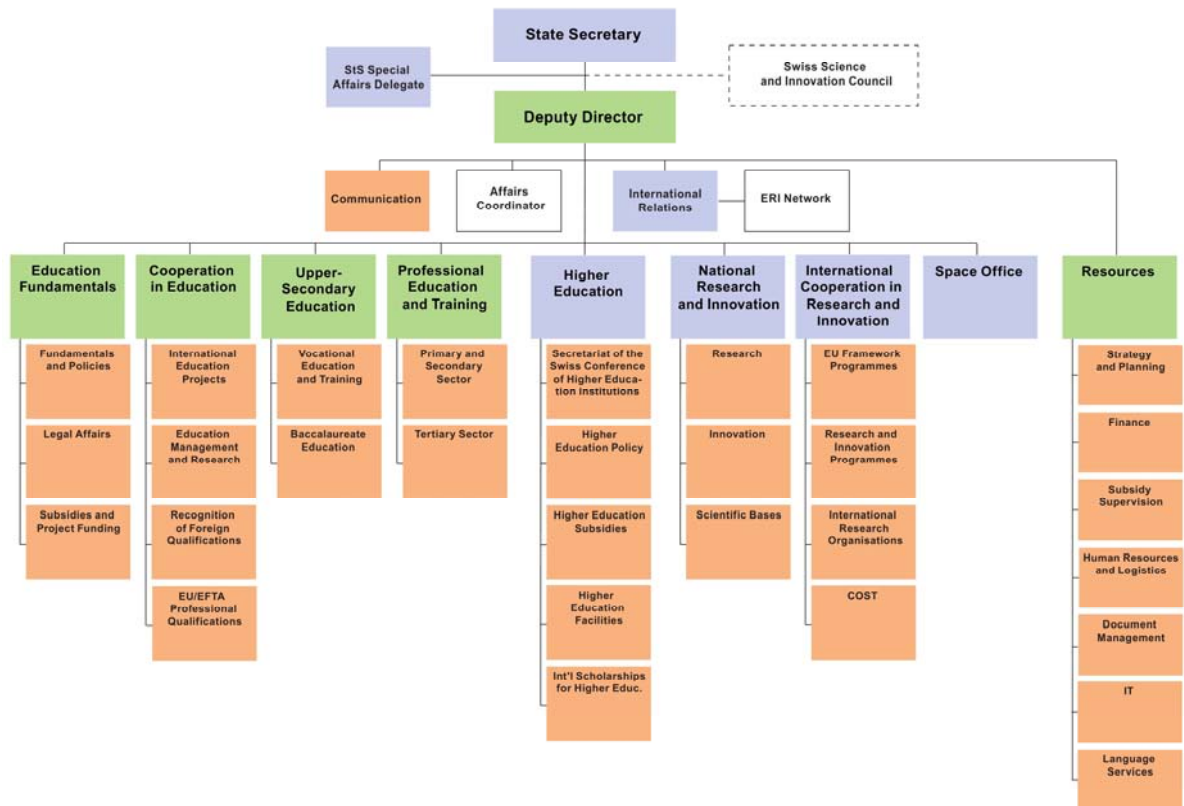 State Secretary
StS Special
Affairs Delegate
Swiss Science
and Innovation Council
Deputy Director
Communication
Affairs
Coordinator
International
Relations
ERI Network
Education
Fundamentals
Cooperation
in Education
Upper-
Secondary
Education
Professional
Education
and Training
Higher
Education
National
Research
and Innovation
International
Cooperation in
Research and
Innovation
Space Office
Resources
Fundamentals
and Policies
Legal Affairs
Subsidies and
Project Funding
International
Education
Projects
Education
Management
and Research
Recognition
of Foreign
Qualifications
EU/EFTA
Professional
Qualifications
Vocational
Education
and Training
Baccalaureate
Education
Primary and
Secondary
Sector
Tertiary Sector
Secretariat of the
Swiss Conference
of Higher Educa-
tion Institutions
Higher
Education Policy
Higher Education
Subsidies
Higher
Education
Facilities
Int'l Scholarships
for Higher Educ.
Research
Innovation
Scientific Bases
EU Framework
Programmes
Research and
Innovation
Programmes
International
Research
Organisations
COST
Strategy
and Planning
Finance
Subsidy
Supervision
Human Resources
and Logistics
Document
Management
IT
Language
Services